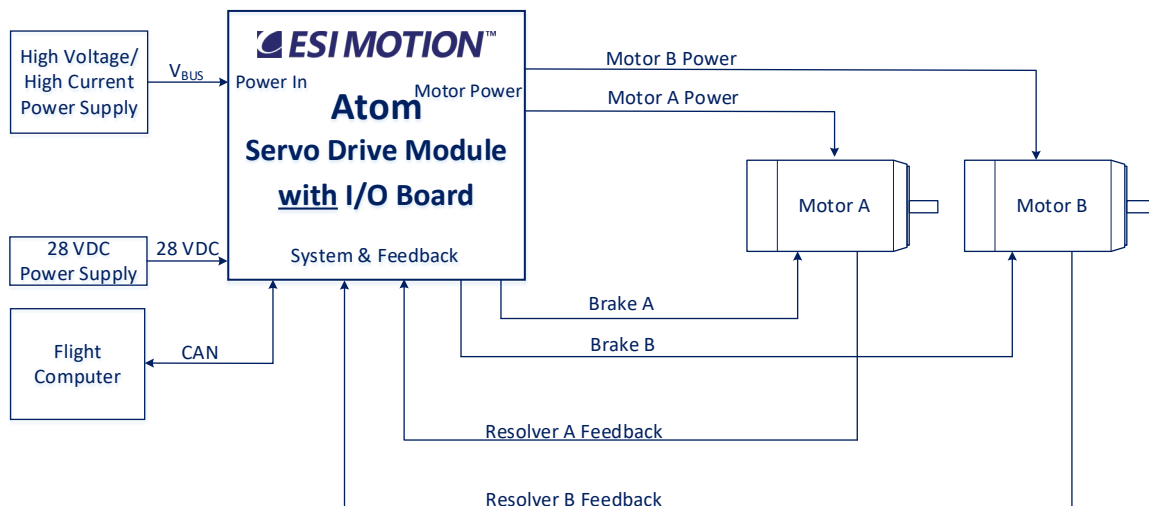 High Voltage/
High Current
Power Supply
V_BUS
ESI MOTION™
Power In
Motor Power
Atom
Servo Drive Module
with I/O Board
System & Feedback
Motor B Power
Motor A Power
Motor A
Motor B
28 VDC
Power Supply
28 VDC
Flight
Computer
CAN
Brake A
Brake B
Resolver A Feedback
Resolver B Feedback